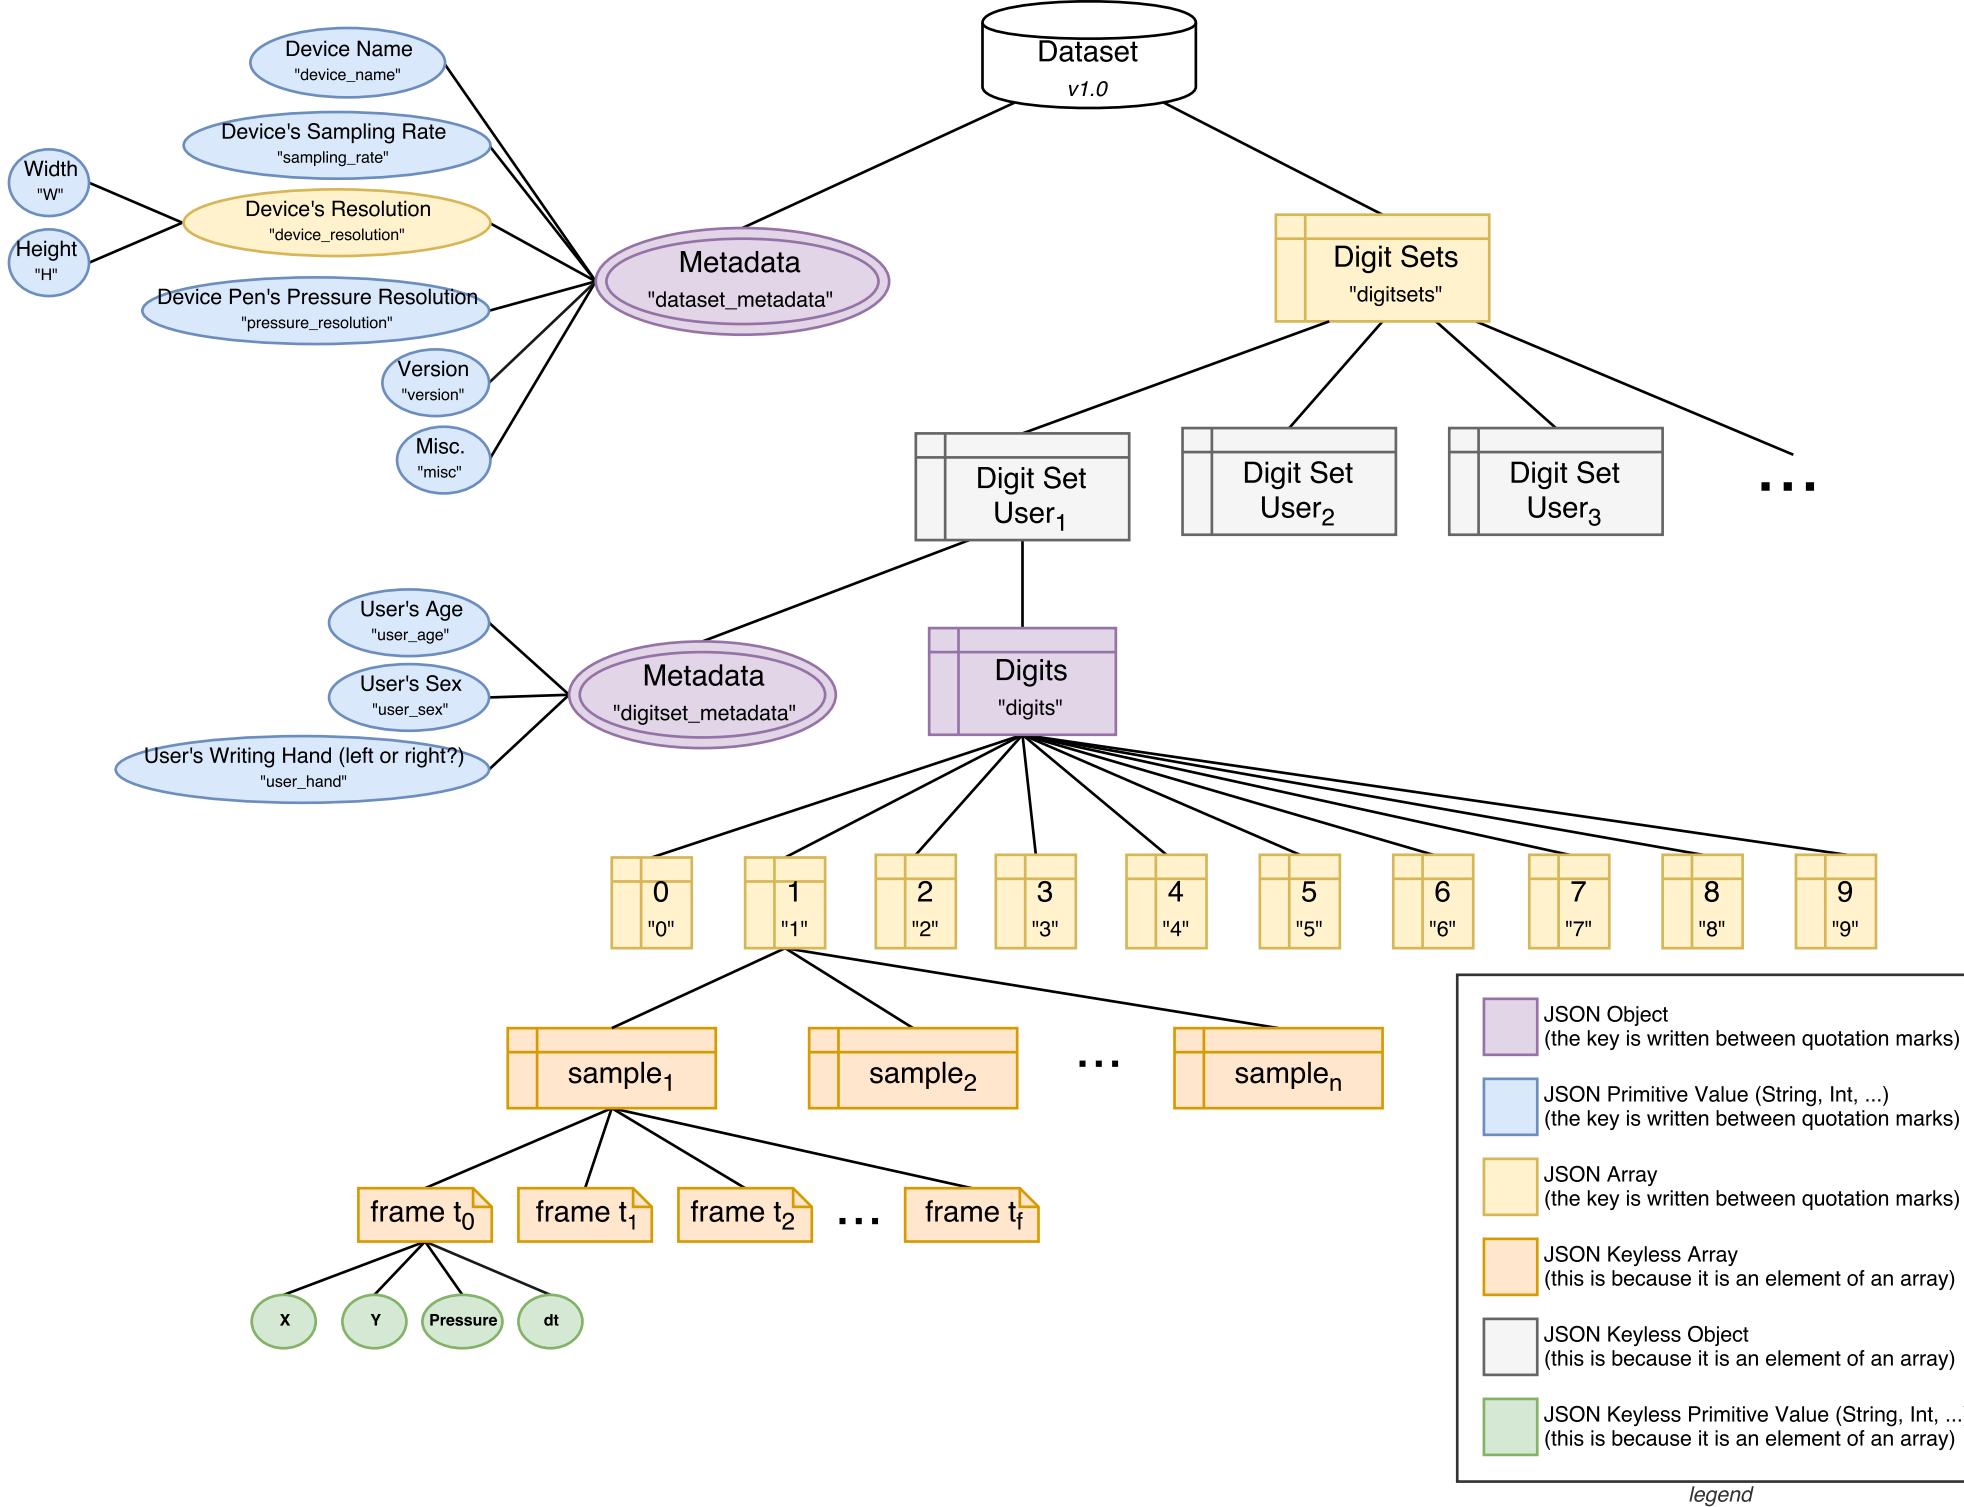 Dataset
v1.0
Device Name
"device_name"
Device's Sampling Rate
"sampling_rate"
Width
"W"
Height
"H"
Device's Resolution
"device_resolution"
Device Pen's Pressure Resolution
"pressure_resolution"
Version
"version"
Misc.
"misc"
Metadata
"dataset_metadata"
Digit Sets
"digitsets"
Digit Set
User1
Digit Set
User2
Digit Set
User3
...
User's Age
"user_age"
User's Sex
"user_sex"
User's Writing Hand (left or right?)
"user_hand"
Metadata
"digitset_metadata"
Digits
"digits"
0
"0"
1
"1"
2
"2"
3
"3"
4
"4"
5
"5"
6
"6"
7
"7"
8
"8"
9
"9"
sample1
sample2
...
samplen
frame t0
frame t1
frame t2
...
frame tf
X
Y
Pressure
dt
JSON Object
(the key is written between quotation marks)
JSON Primitive Value (String, Int, ...)
(the key is written between quotation marks)
JSON Array
(the key is written between quotation marks)
JSON Keyless Array
(this is because it is an element of an array)
JSON Keyless Object
(this is because it is an element of an array)
JSON Keyless Primitive Value (String, Int, ...
(this is because it is an element of an array)
legend